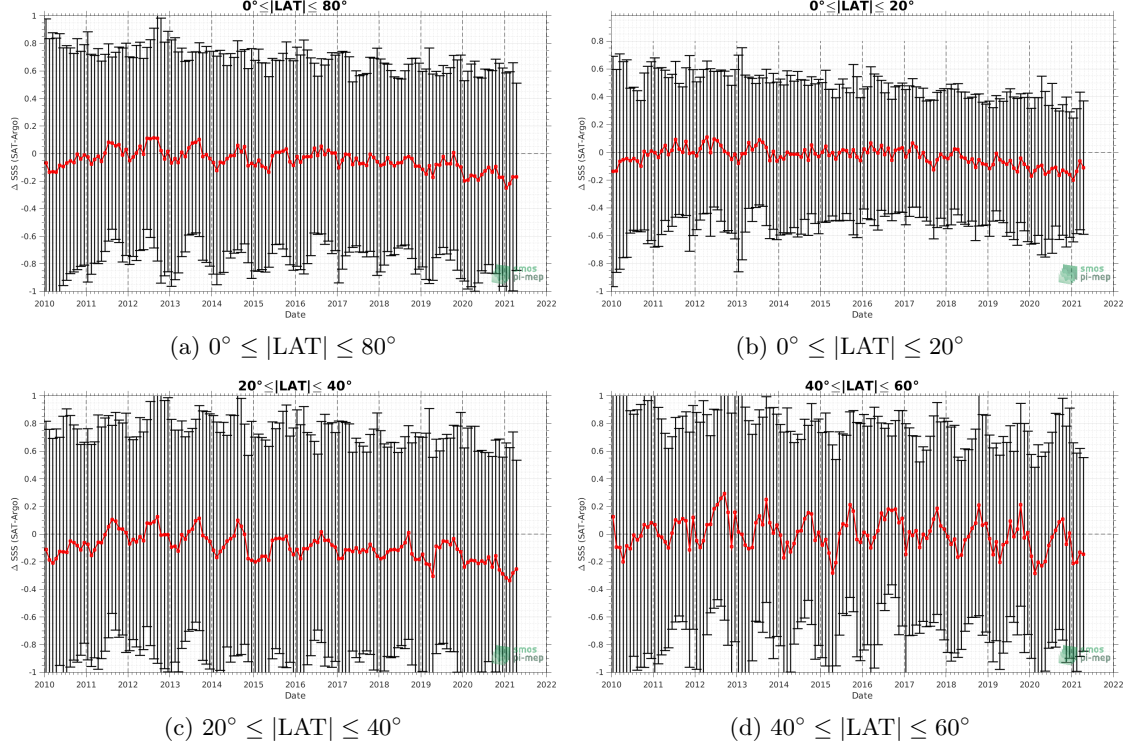 0°≤|LAT|≤ 80°
Δ SSS (SAT-Argo)
1
0.8
0.6
0.4
0.2
0
-0.2
-0.4
-0.6
-0.8
-1
2010 2011 2012 2013 2014 2015 2016 2017 2018 2019 2020 2021 2022
Date
smos
pi-mep
(a) 0° ≤ |LAT| ≤ 80°
0°≤|LAT|≤ 20°
Δ SSS (SAT-Argo)
0.8
0.6
0.4
0.2
0
-0.2
-0.4
-0.6
-0.8
-1
2010 2011 2012 2013 2014 2015 2016 2017 2018 2019 2020 2021 2022
Date
smos
pi-mep
(b) 0° ≤ |LAT| ≤ 20°
20°≤|LAT|≤ 40°
Δ SSS (SAT-Argo)
1
0.8
0.6
0.4
0.2
0
-0.2
-0.4
-0.6
-0.8
-1
2010 2011 2012 2013 2014 2015 2016 2017 2018 2019 2020 2021 2022
Date
smos
pi-mep
(c) 20° ≤ |LAT| ≤ 40°
40°≤|LAT|≤ 60°
Δ SSS (SAT-Argo)
1
0.8
0.6
0.4
0.2
0
-0.2
-0.4
-0.6
-0.8
-1
2010 2011 2012 2013 2014 2015 2016 2017 2018 2019 2020 2021 2022
Date
smos
pi-mep
(d) 40° ≤ |LAT| ≤ 60°